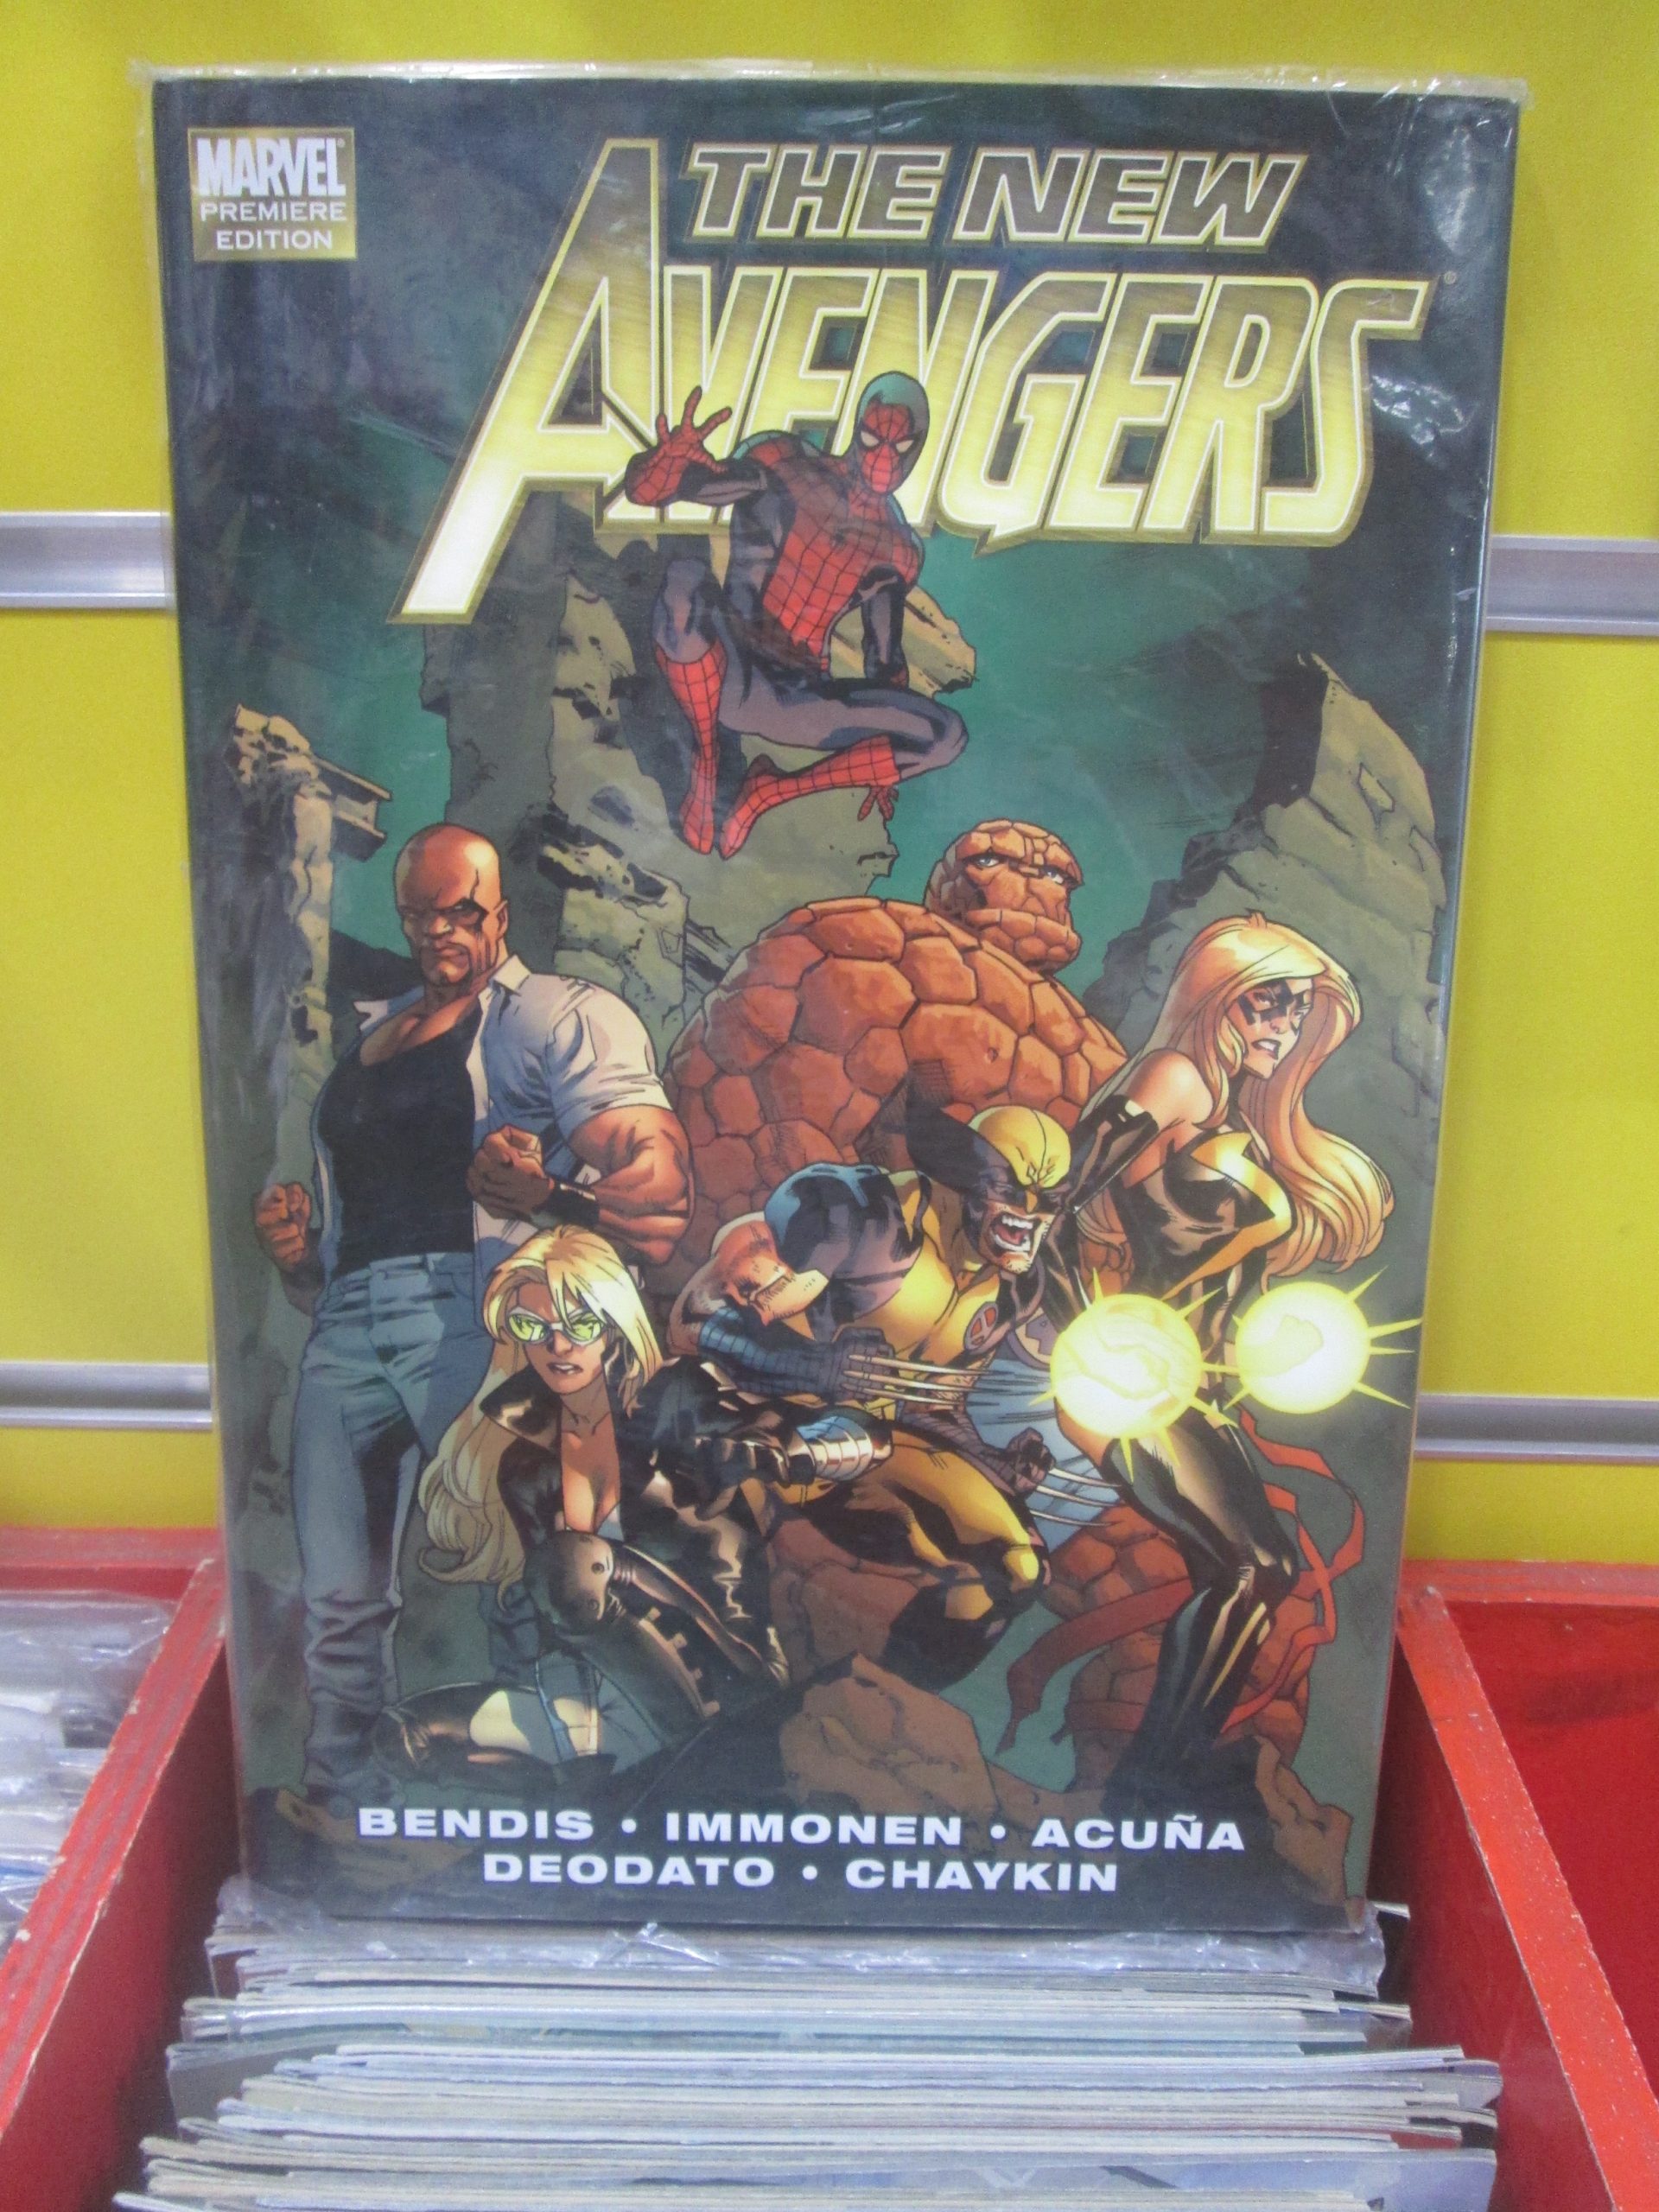 MARVEL®
PREMIERE
EDITION
THE NEW
AVENGERS®
BENDIS • IMMONEN • ACUÑA
DEODATO • CHAYKIN